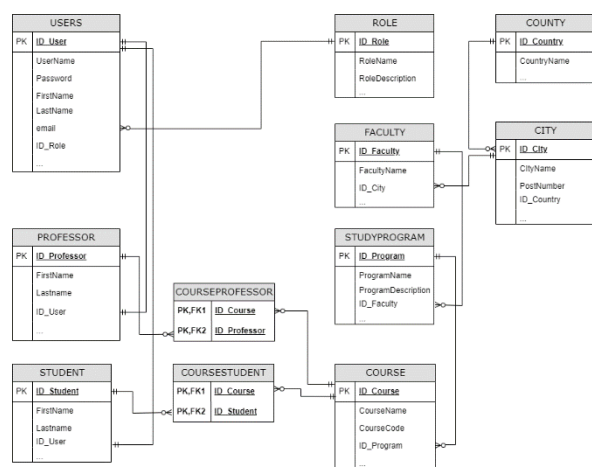 USERS
PK ID_User
UserName
Password
FirstName
LastName
email
ID_Role
...
ROLE
PK ID_Role
RoleName
RoleDescription
...
COUNTY
PK ID_Country
CountryName
...
FACULTY
PK ID_Faculty
FacultyName
ID_City
...
CITY
PK ID_City
CityName
PostNumber
ID_Country
...
PROFESSOR
PK ID_Professor
FirstName
Lastname
ID_User
...
COURSEPROFESSOR
PK,FK1 ID_Course
PK,FK2 ID_Professor
STUDYPROGRAM
PK ID_Program
ProgramName
ProgramDescription
ID_Faculty
...
STUDENT
PK ID_Student
FirstName
Lastname
ID_User
...
COURSESTUDENT
PK,FK1 ID_Course
PK,FK2 ID_Student
COURSE
PK ID_Course
CourseName
CourseCode
ID_Program
...